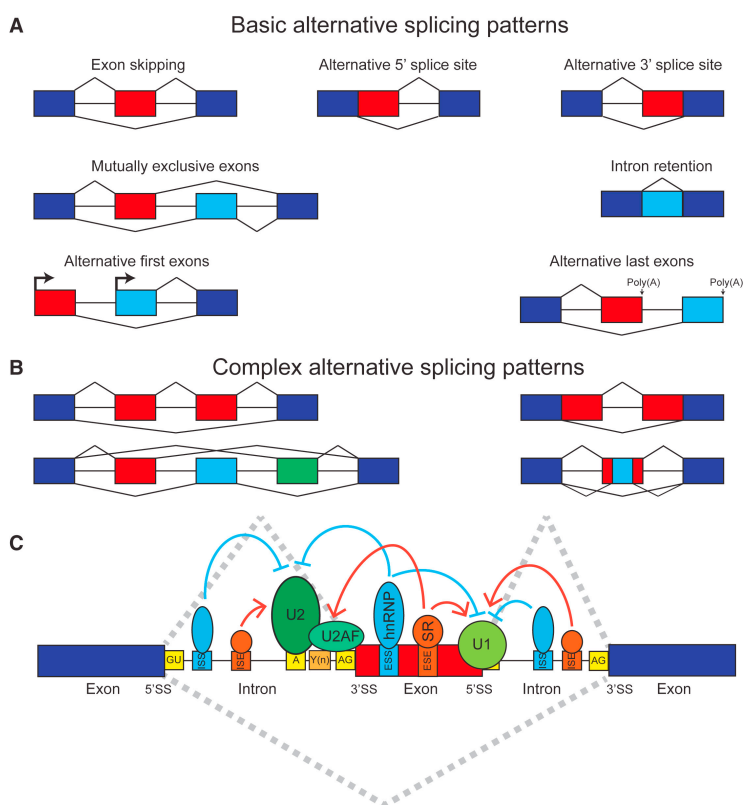 A
Basic alternative splicing patterns
Exon skipping
Alternative 5' splice site
Alternative 3' splice site
Mutually exclusive exons
Intron retention
Alternative first exons
Alternative last exons
Poly(A)
Poly(A)
B
Complex alternative splicing patterns
C
U2
U2AF
hnRNP
SR
U1
GU
ISS
ISE
A
Y(n)
AG
ESS
ESE
ISS
ISE
AG
Exon
5'SS
Intron
3'SS
Exon
5'SS
Intron
3'SS
Exon